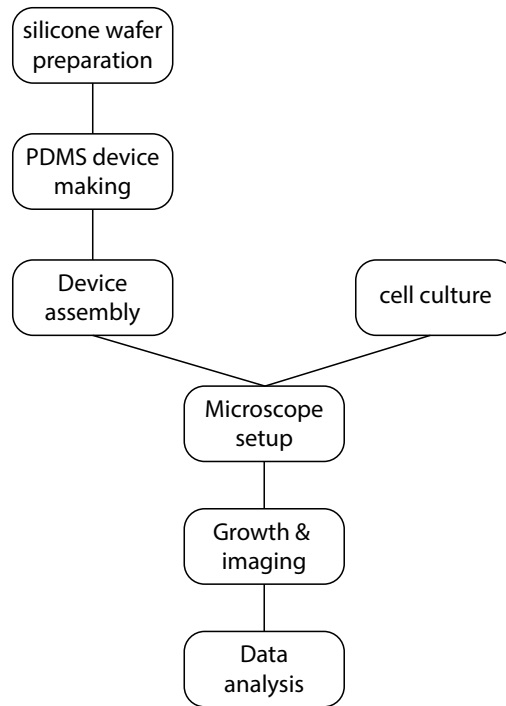 silicone wafer
preparation
PDMS device
making
Device
assembly
cell culture
Microscope
setup
Growth &
imaging
Data
analysis